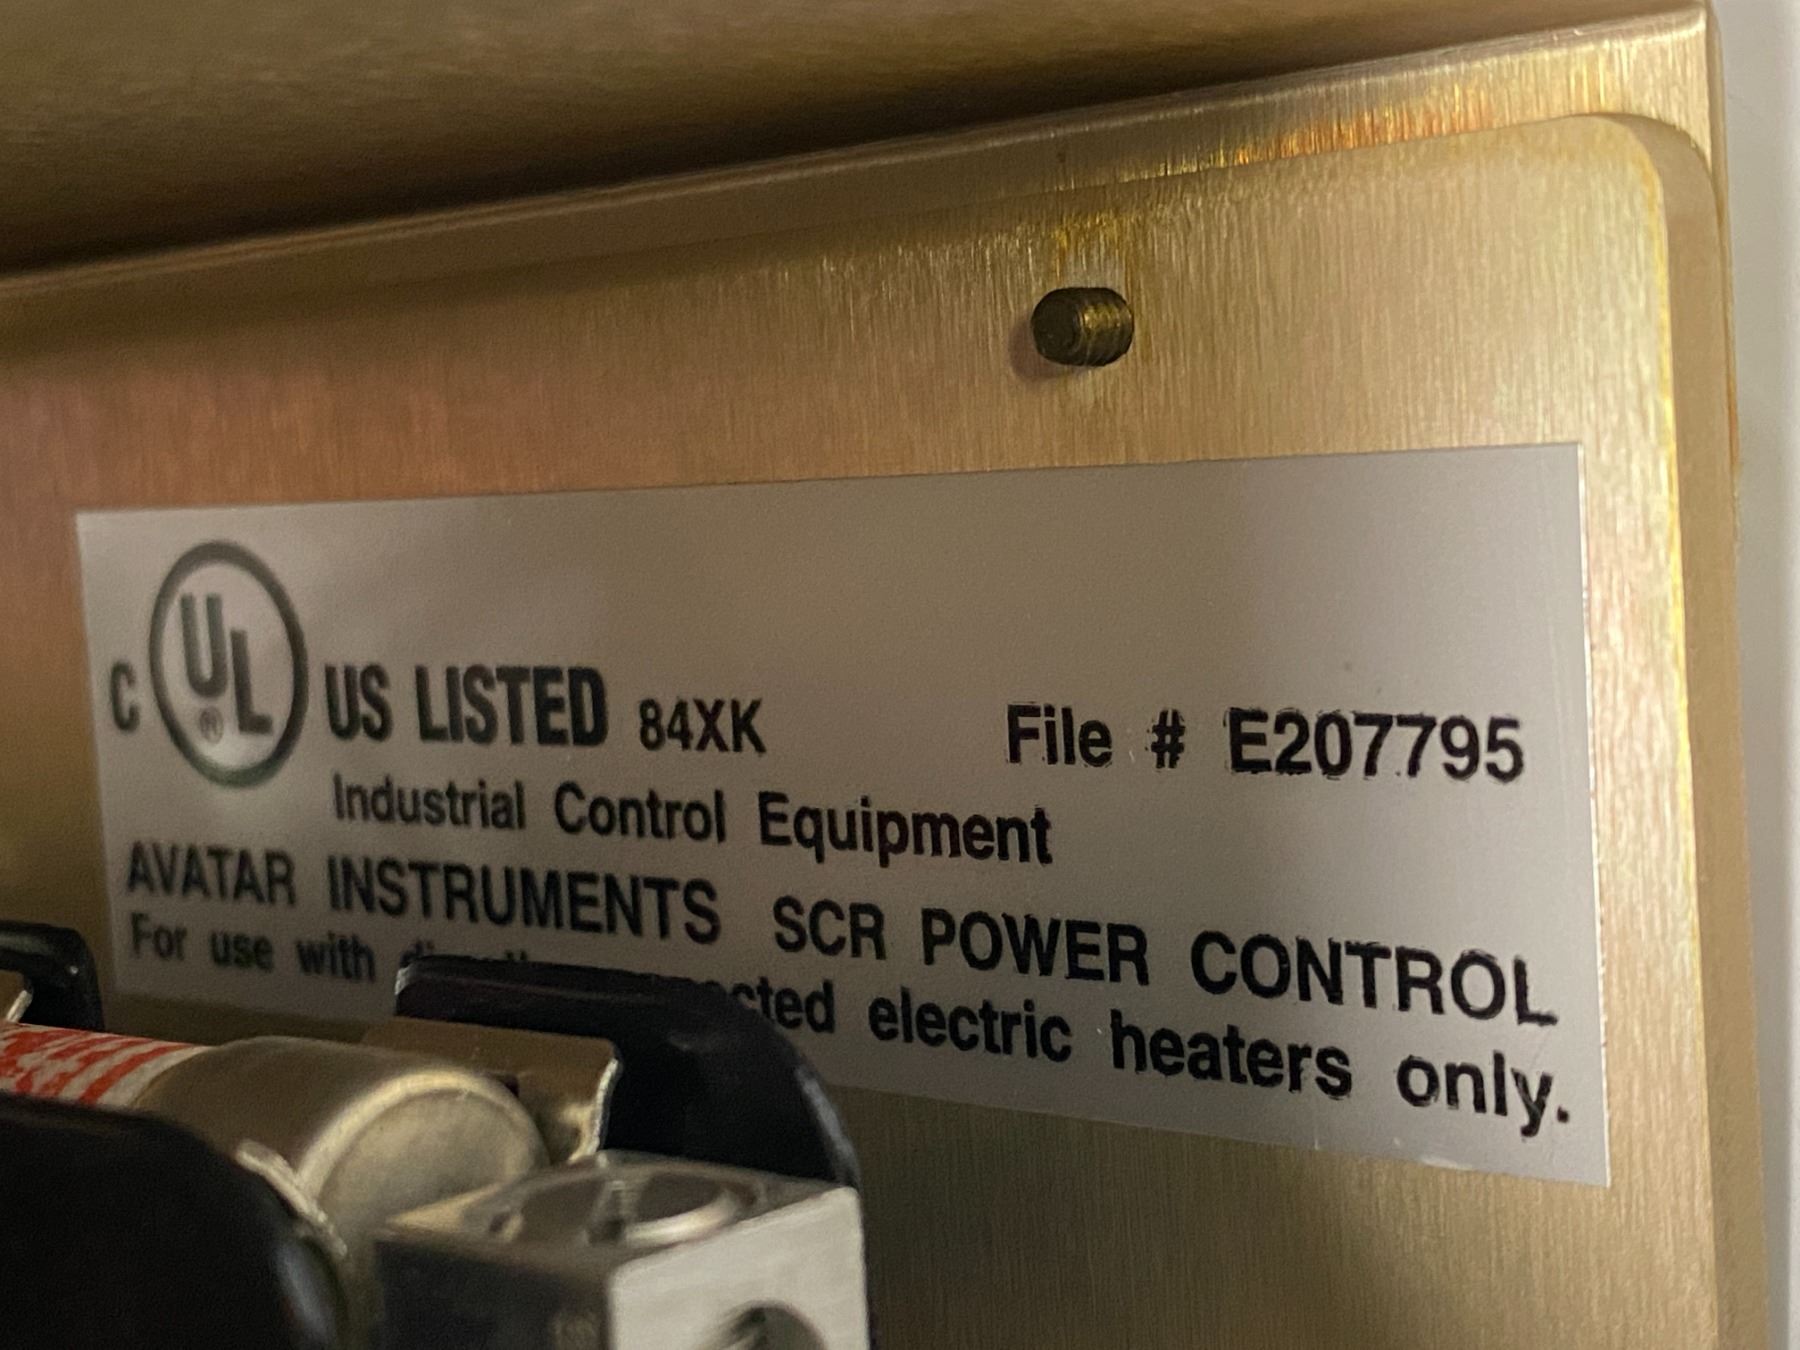 C UL ® US LISTED 84XK File # E207795
Industrial Control Equipment
AVATAR INSTRUMENTS SCR POWER CONTROL
For use with electric heaters only.